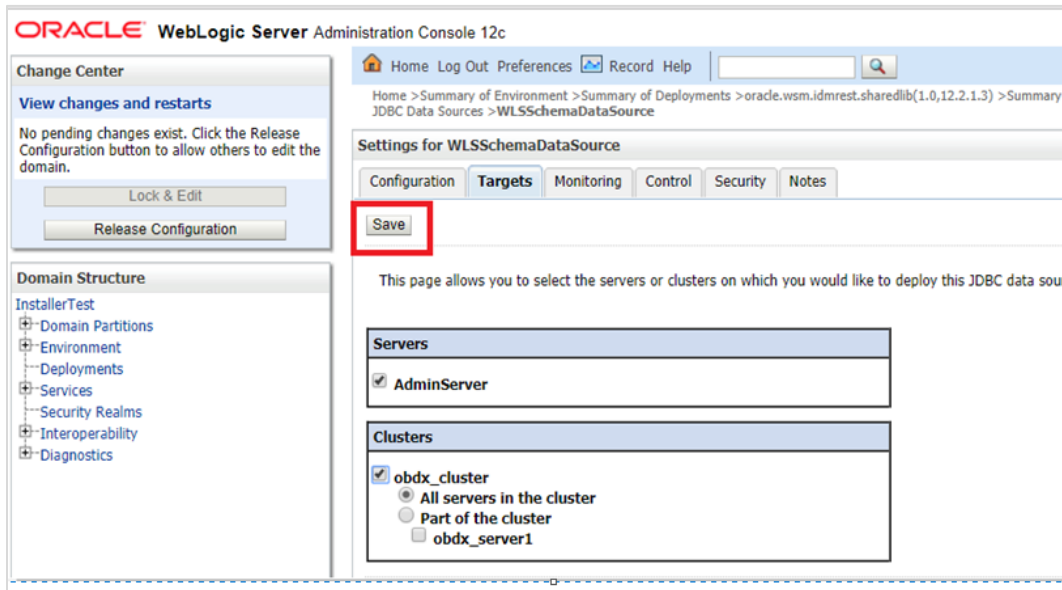 ORACLE WebLogic Server Administration Console 12c
Change Center
View changes and restarts
No pending changes exist. Click the Release
Configuration button to allow others to edit the
domain.
Lock & Edit
Release Configuration
Domain Structure
InstallerTest
Domain Partitions
Environment
Deployments
Services
Security Realms
Interoperability
Diagnostics
Home Log Out Preferences Record Help
Home >Summary of Environment >Summary of Deployments >oracle.wsm.idmrest.sharedlib(1.0,12.2.1.3) >Summary
JDBC Data Sources >WLSSchemaDataSource
Settings for WLSSchemaDataSource
Configuration Targets Monitoring Control Security Notes
Save
This page allows you to select the servers or clusters on which you would like to deploy this JDBC data sou
Servers
AdminServer
Clusters
obdx_cluster
All servers in the cluster
Part of the cluster
obdx_server1